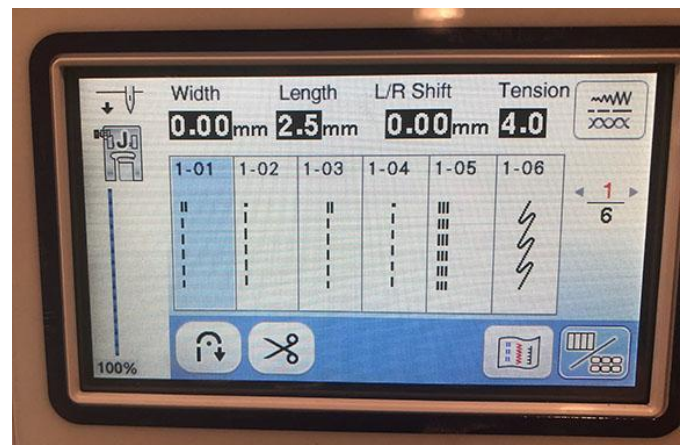 Width Length L/R Shift Tension
0.00mm 2.5mm 0.00mm 4.0
J
1-01 1-02 1-03 1-04 1-05 1-06
1
6
100%